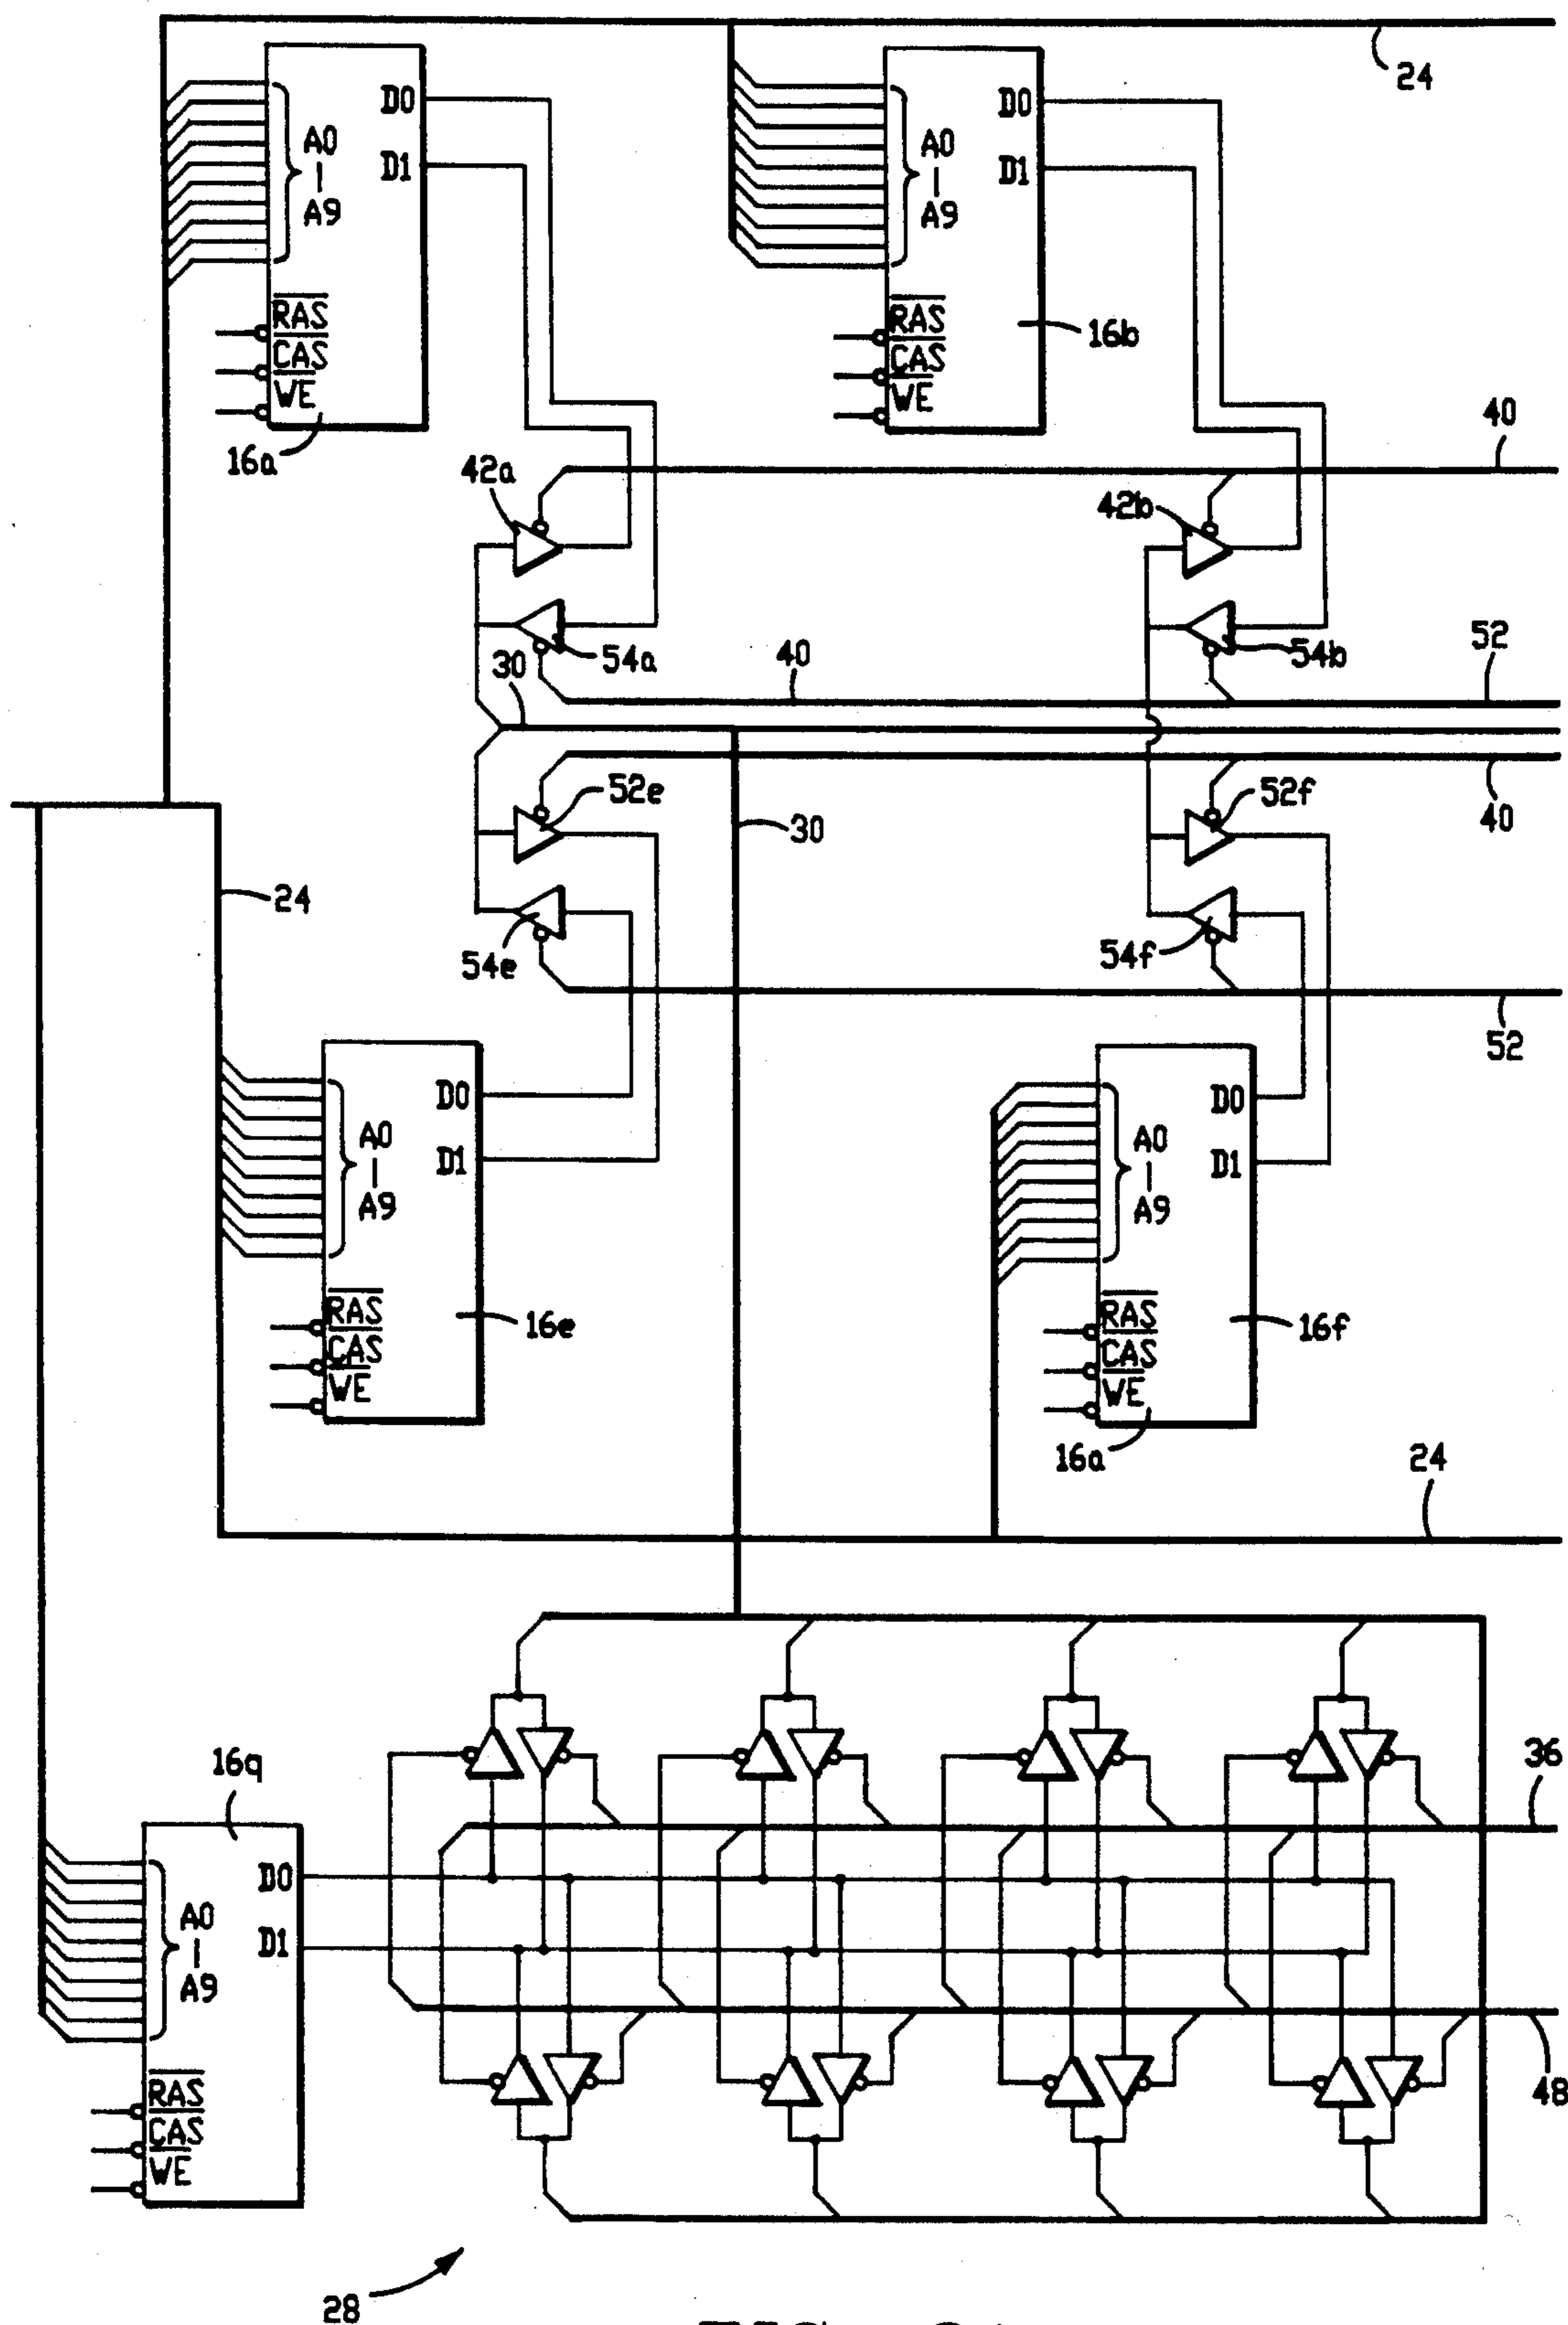 24
D0
D1
A0
A9
RAS
CAS
WE
16a
D0
D1
A0
A9
RAS
CAS
WE
16b
40
42a
42b
54a
54b
30
40
52
52e
52f
30
40
24
54e
54f
52
D0
D1
A0
A9
RAS
CAS
WE
16e
D0
D1
A0
A9
RAS
CAS
WE
16f
16a
24
16q
36
D0
D1
A0
A9
RAS
CAS
WE
48
28